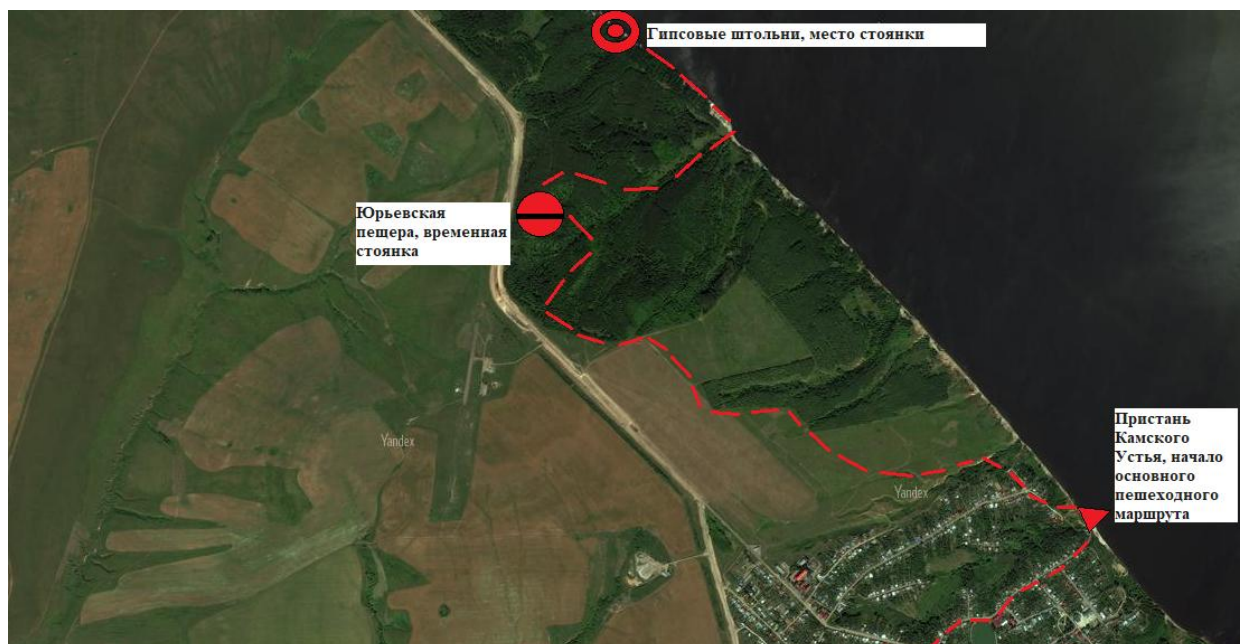 Гипсовые штольни, место стоянки
Юрьевская
пещера, временная
стоянка
Пристань
Камского
Устья, начало
основного
пешеходного
маршрута
Yandex
Yandex